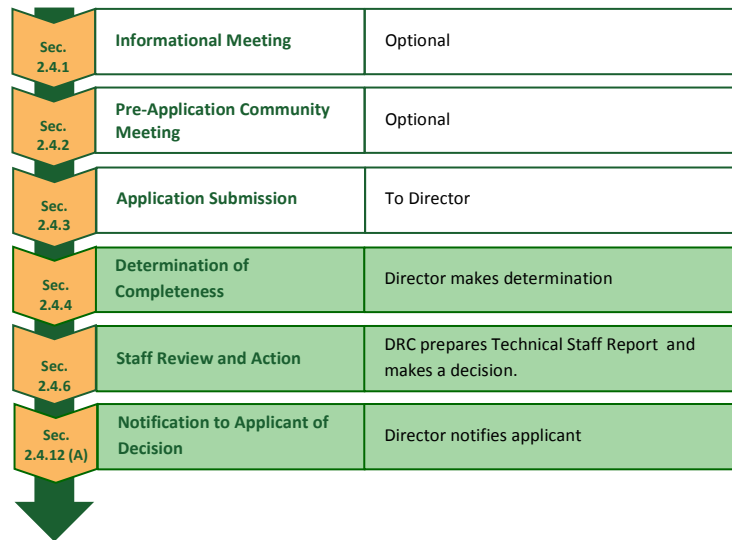 Sec.
2.4.1
Informational Meeting
Optional
Sec.
2.4.2
Pre-Application Community
Meeting
Optional
Sec.
2.4.3
Application Submission
To Director
Sec.
2.4.4
Determination of
Completeness
Director makes determination
Sec.
2.4.6
Staff Review and Action
DRC prepares Technical Staff Report and
makes a decision.
Sec.
2.4.12 (A)
Notification to Applicant of
Decision
Director notifies applicant